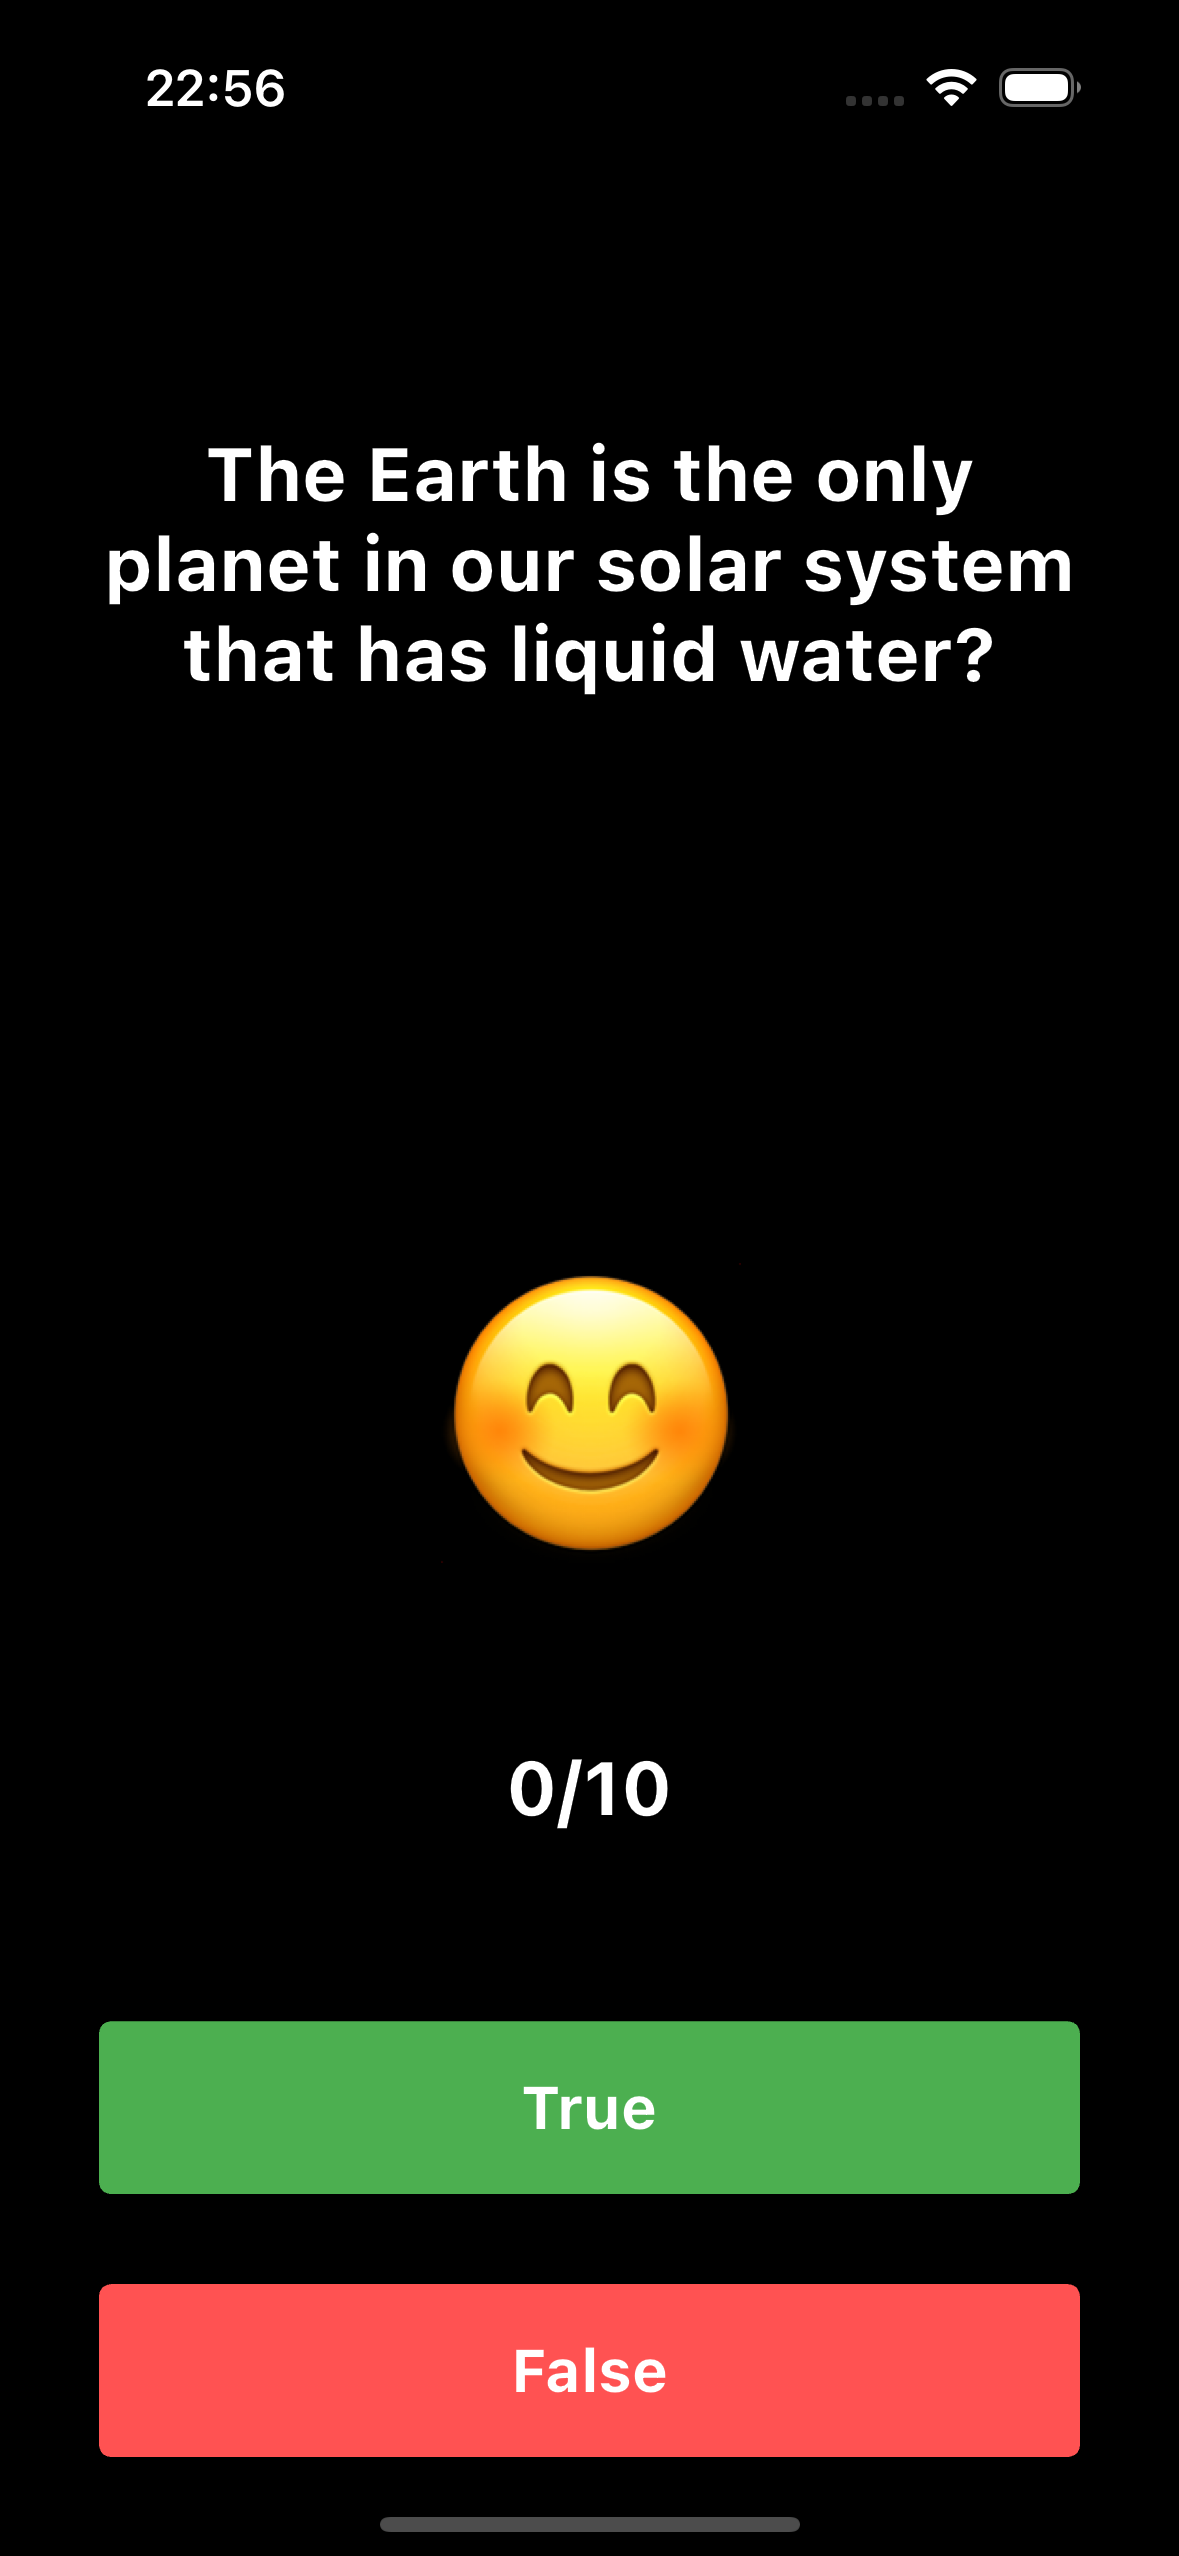 22:56
The Earth is the only
planet in our solar system
that has liquid water?
0/10
True
False